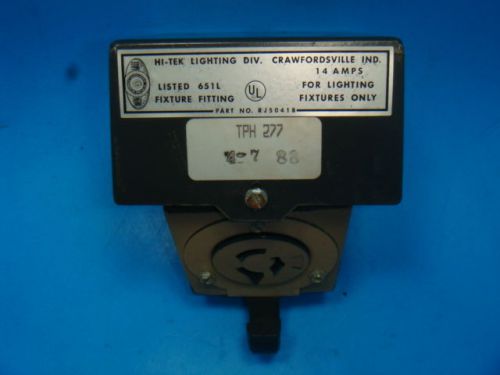 HI-TEK LIGHTING DIV. CRAWFORDSVILLE IND.
14 AMPS
LISTED 651L FOR LIGHTING
UL
FIXTURE FITTING FIXTURES ONLY
PART NO. RJ5041B
TPH 277
7 88